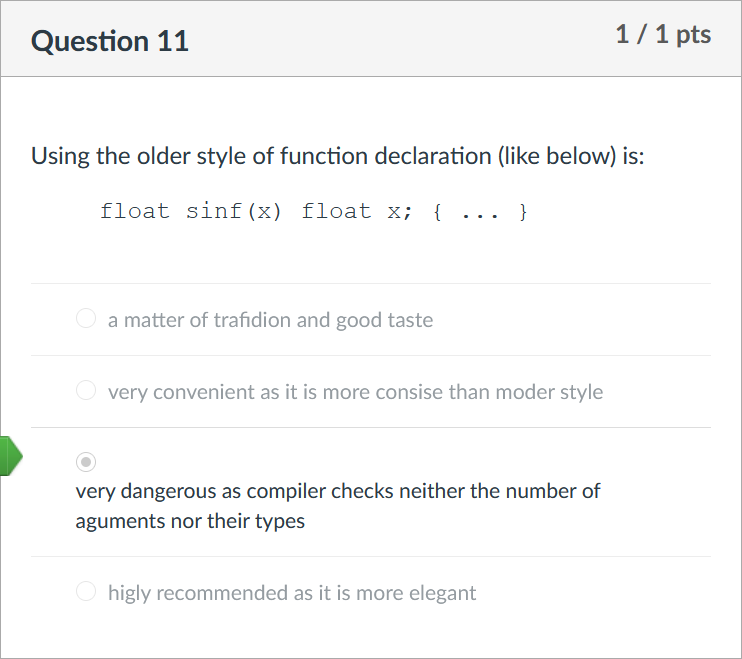 Question 11
1 / 1 pts
Using the older style of function declaration (like below) is:
float sinf(x) float x; { ... }
a matter of trafidion and good taste
very convenient as it is more consise than moder style
very dangerous as compiler checks neither the number of
aguments nor their types
higly recommended as it is more elegant